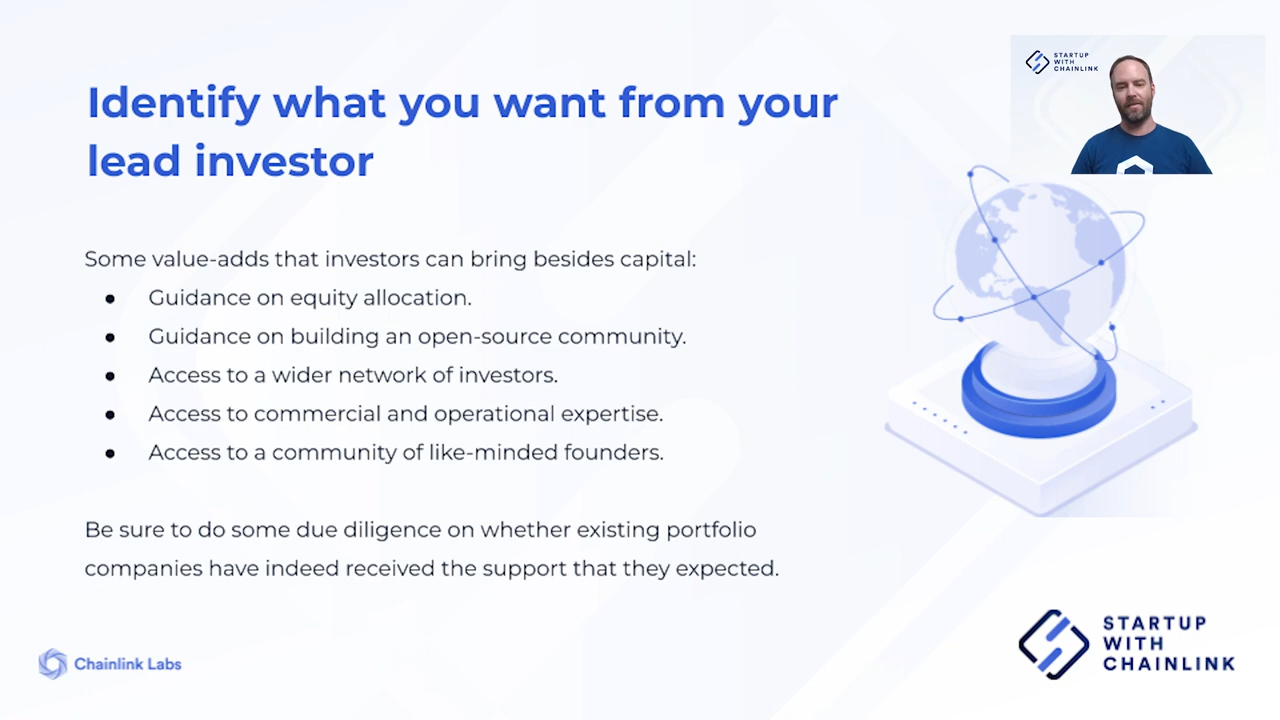 Identify what you want from your
lead investor
STARTUP
WITH
CHAINLINK
Some value-adds that investors can bring besides capital:
● Guidance on equity allocation.
● Guidance on building an open-source community.
● Access to a wider network of investors.
● Access to commercial and operational expertise.
● Access to a community of like-minded founders.
Be sure to do some due diligence on whether existing portfolio
companies have indeed received the support that they expected.
Chainlink Labs
STARTUP
WITH
CHAINLINK